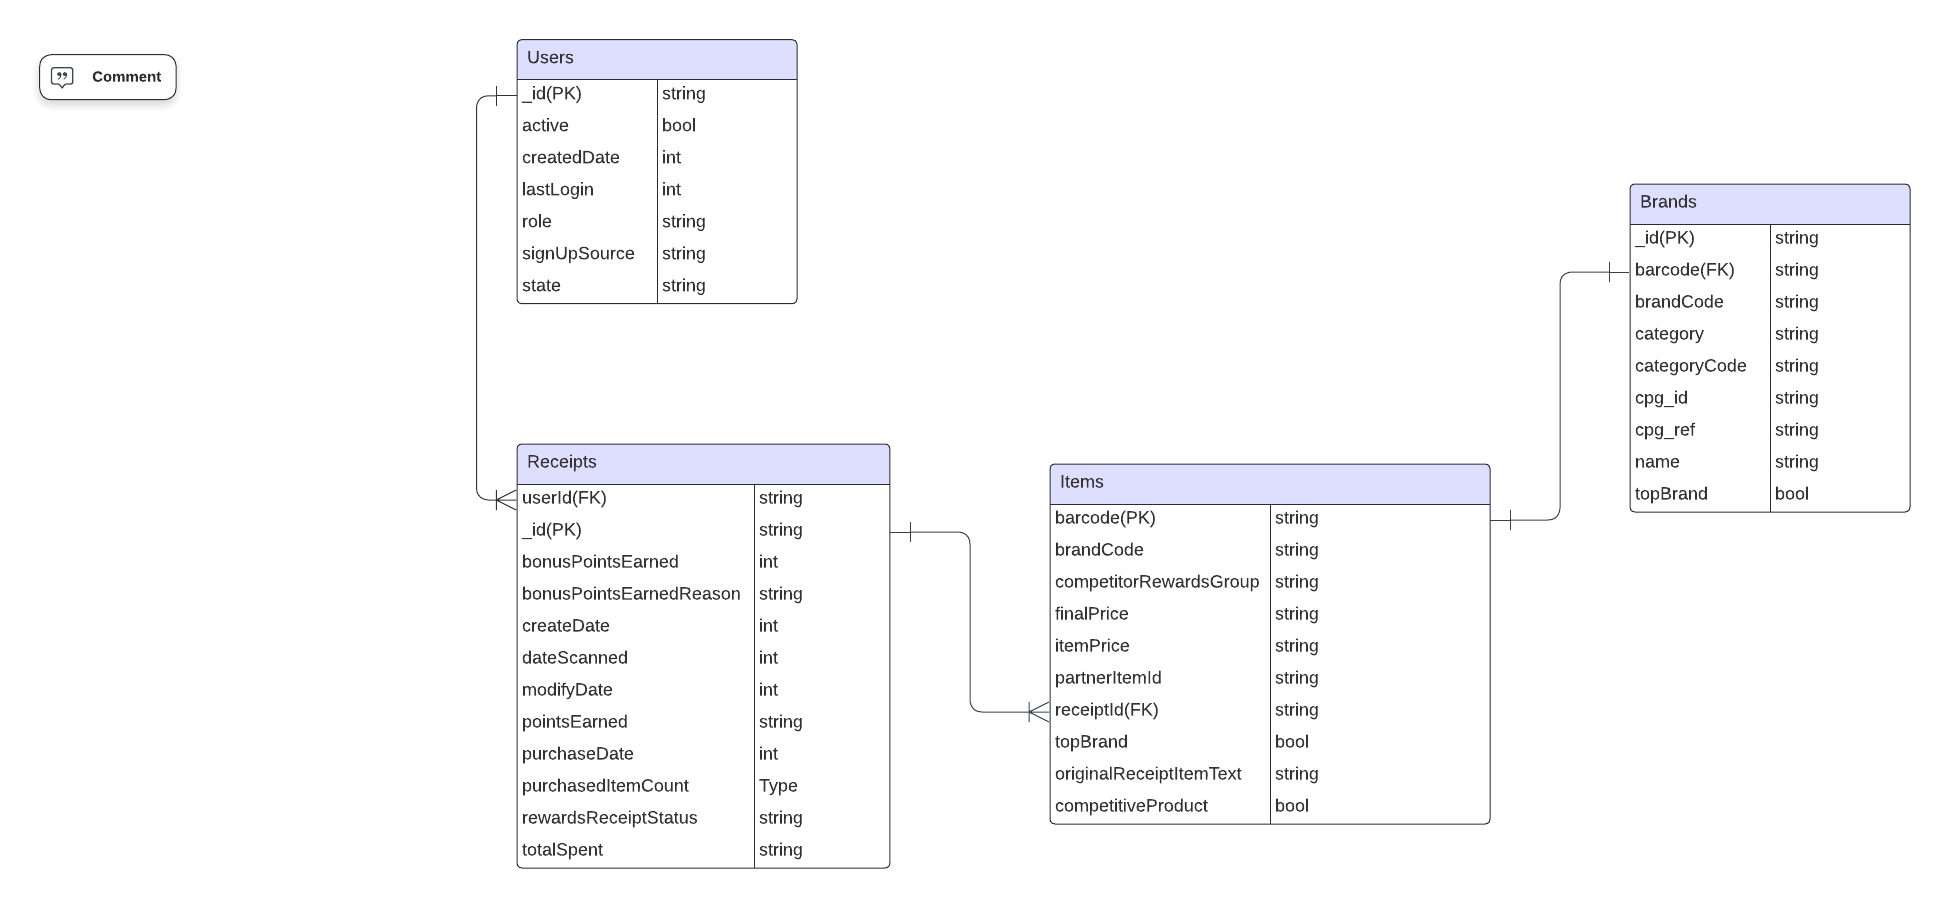 Comment
Users
_id(PK) string
active bool
createdDate int
lastLogin int
role string
signUpSource string
state string
Brands
_id(PK) string
barcode(FK) string
brandCode string
category string
categoryCode string
cpg_id string
cpg_ref string
name string
topBrand bool
Receipts
userId(FK) string
_id(PK) string
bonusPointsEarned int
bonusPointsEarnedReason string
createDate int
dateScanned int
modifyDate int
pointsEarned string
purchaseDate int
purchasedItemCount Type
rewardsReceiptStatus string
totalSpent string
Items
barcode(PK) string
brandCode string
competitorRewardsGroup string
finalPrice string
itemPrice string
partnerItemId string
receiptId(FK) string
topBrand bool
originalReceiptItemText string
competitiveProduct bool